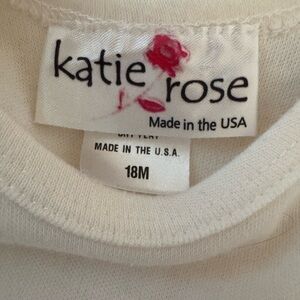 katie rose
Made in the USA
MADE IN THE U.S.A.
18M